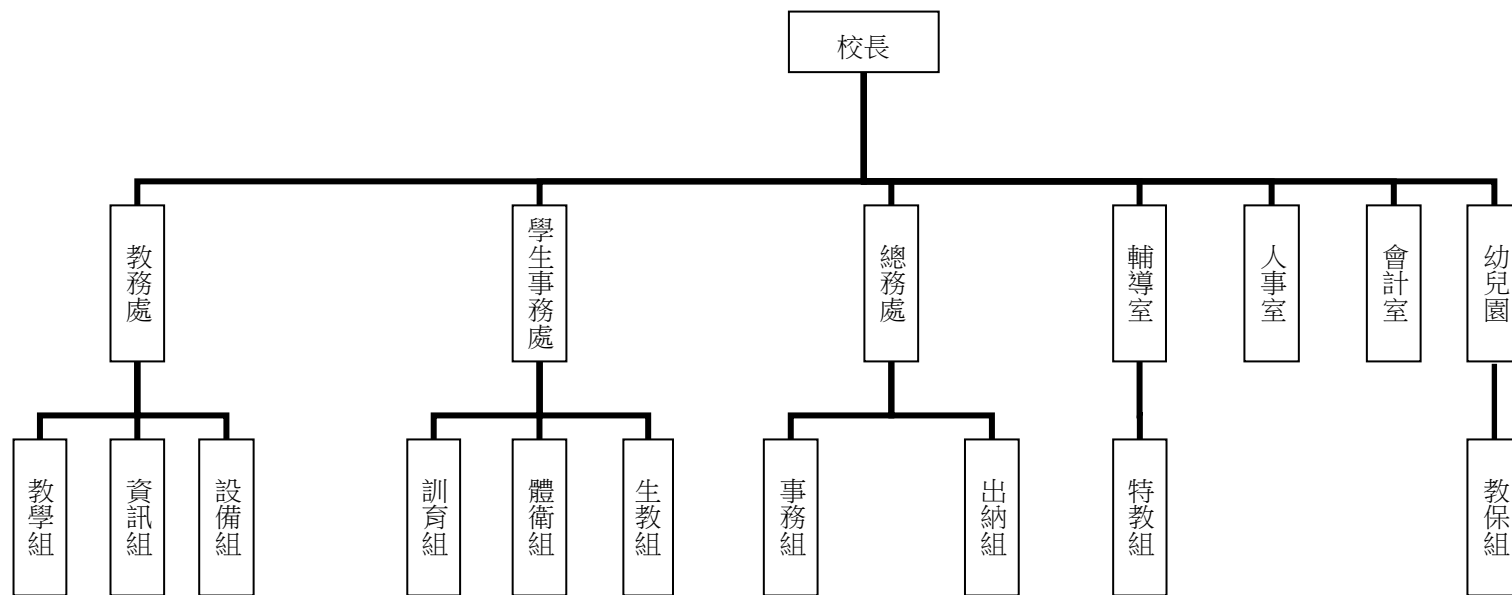 校長
教務處
學生事務處
總務處
輔導室
人事室
會計室
幼兒園
教學組
資訊組
設備組
訓育組
體衛組
生教組
事務組
出納組
特教組
教保組